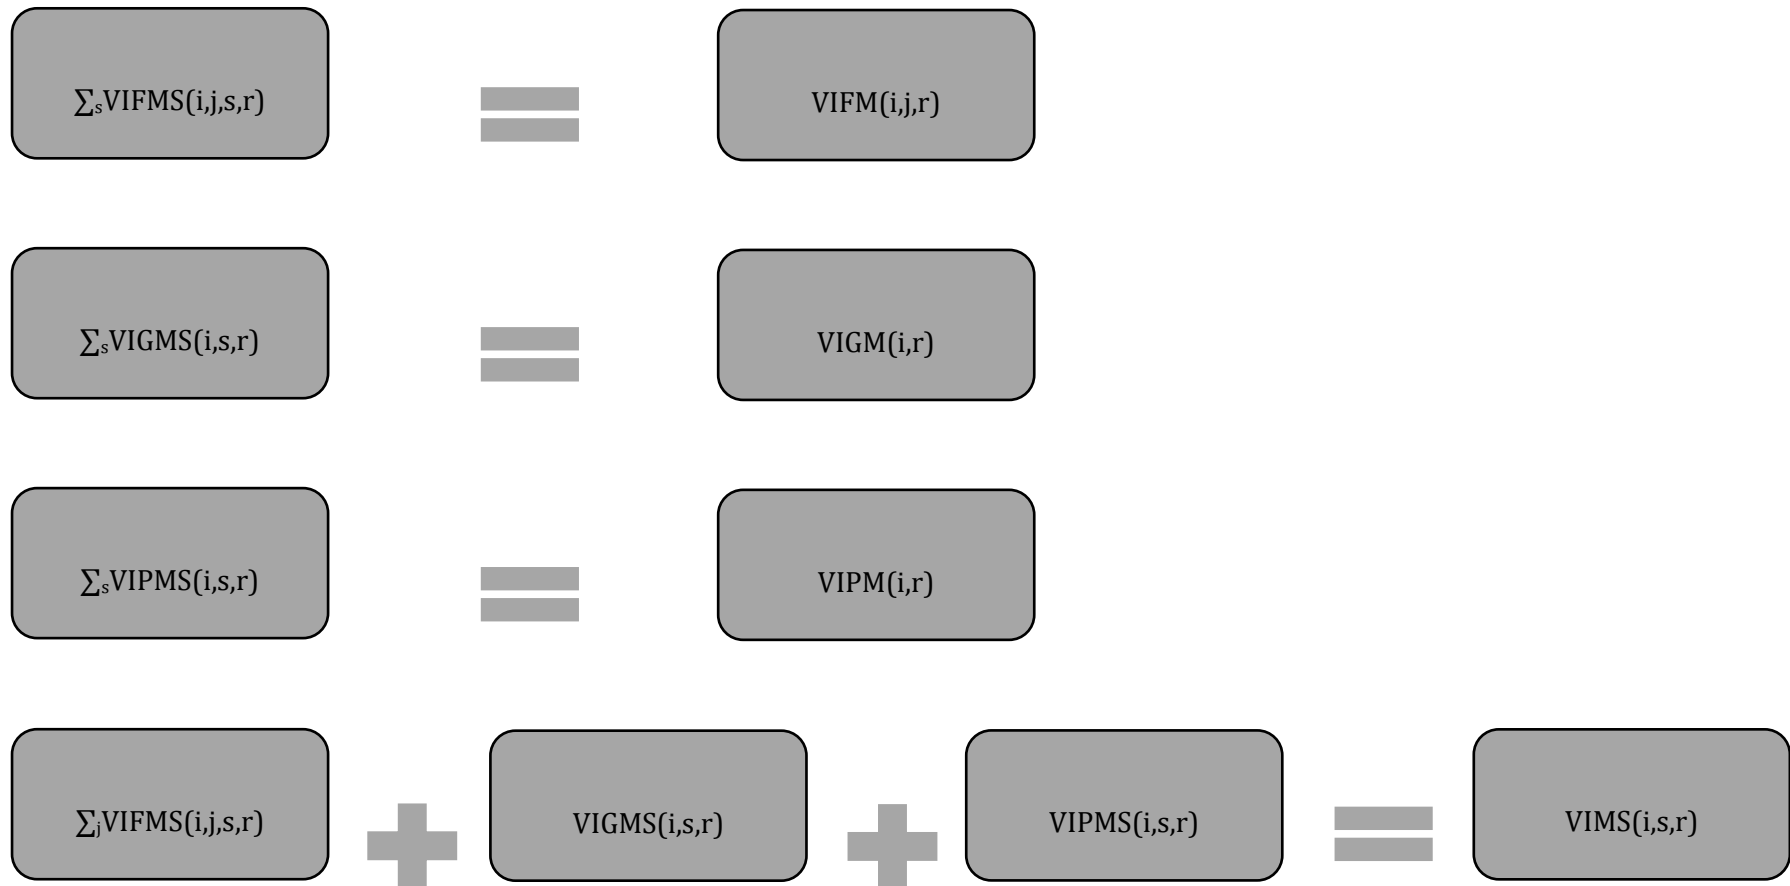 ∑ₛVIFMS(i,j,s,r) = VIFM(i,j,r)
∑ₛVIGMS(i,s,r) = VIGM(i,r)
∑ₛVIPMS(i,s,r) = VIPM(i,r)
∑ⱼVIFMS(i,j,s,r) + VIGMS(i,s,r) + VIPMS(i,s,r) = VIMS(i,s,r)